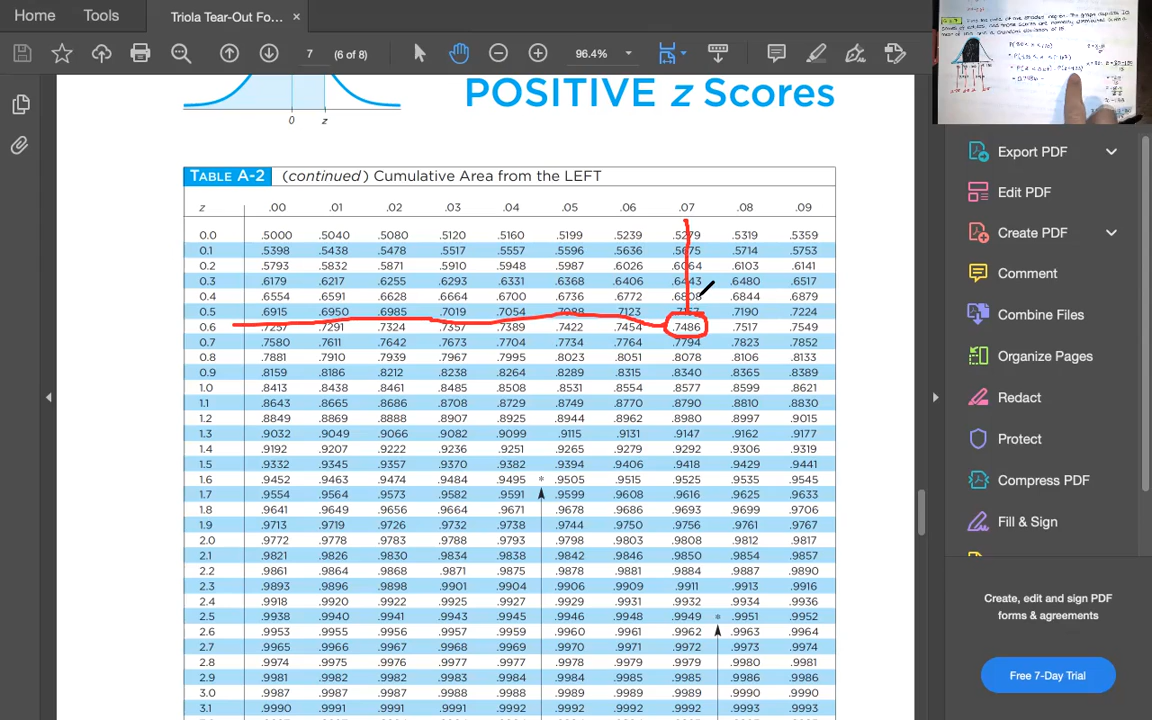 Home Tools Triola Tear-Out Fo... ×
7 (6 of 8) 96.4%
POSITIVE z Scores
0 z
TABLE A-2 (continued) Cumulative Area from the LEFT
z .00 .01 .02 .03 .04 .05 .06 .07 .08 .09
0.0 .5000 .5040 .5080 .5120 .5160 .5199 .5239 .5279 .5319 .5359
0.1 .5398 .5438 .5478 .5517 .5557 .5596 .5636 .5675 .5714 .5753
0.2 .5793 .5832 .5871 .5910 .5948 .5987 .6026 .6064 .6103 .6141
0.3 .6179 .6217 .6255 .6293 .6331 .6368 .6406 .6443 .6480 .6517
0.4 .6554 .6591 .6628 .6664 .6700 .6736 .6772 .6808 .6844 .6879
0.5 .6915 .6950 .6985 .7019 .7054 .7088 .7123 .7157 .7190 .7224
0.6 .7257 .7291 .7324 .7357 .7389 .7422 .7454 .7486 .7517 .7549
0.7 .7580 .7611 .7642 .7673 .7704 .7734 .7764 .7794 .7823 .7852
0.8 .7881 .7910 .7939 .7967 .7995 .8023 .8051 .8078 .8106 .8133
0.9 .8159 .8186 .8212 .8238 .8264 .8289 .8315 .8340 .8365 .8389
1.0 .8413 .8438 .8461 .8485 .8508 .8531 .8554 .8577 .8599 .8621
1.1 .8643 .8665 .8686 .8708 .8729 .8749 .8770 .8790 .8810 .8830
1.2 .8849 .8869 .8888 .8907 .8925 .8944 .8962 .8980 .8997 .9015
1.3 .9032 .9049 .9066 .9082 .9099 .9115 .9131 .9147 .9162 .9177
1.4 .9192 .9207 .9222 .9236 .9251 .9265 .9279 .9292 .9306 .9319
1.5 .9332 .9345 .9357 .9370 .9382 .9394 .9406 .9418 .9429 .9441
1.6 .9452 .9463 .9474 .9484 .9495 * .9505 .9515 .9525 .9535 .9545
1.7 .9554 .9564 .9573 .9582 .9591 .9599 .9608 .9616 .9625 .9633
1.8 .9641 .9649 .9656 .9664 .9671 .9678 .9686 .9693 .9699 .9706
1.9 .9713 .9719 .9726 .9732 .9738 .9744 .9750 .9756 .9761 .9767
2.0 .9772 .9778 .9783 .9788 .9793 .9798 .9803 .9808 .9812 .9817
2.1 .9821 .9826 .9830 .9834 .9838 .9842 .9846 .9850 .9854 .9857
2.2 .9861 .9864 .9868 .9871 .9875 .9878 .9881 .9884 .9887 .9890
2.3 .9893 .9896 .9898 .9901 .9904 .9906 .9909 .9911 .9913 .9916
2.4 .9918 .9920 .9922 .9925 .9927 .9929 .9931 .9932 .9934 .9936
2.5 .9938 .9940 .9941 .9943 .9945 .9946 .9948 .9949 * .9951 .9952
2.6 .9953 .9955 .9956 .9957 .9959 .9960 .9961 .9962 .9963 .9964
2.7 .9965 .9966 .9967 .9968 .9969 .9970 .9971 .9972 .9973 .9974
2.8 .9974 .9975 .9976 .9977 .9977 .9978 .9979 .9979 .9980 .9981
2.9 .9981 .9982 .9982 .9983 .9984 .9984 .9985 .9985 .9986 .9986
3.0 .9987 .9987 .9987 .9988 .9988 .9989 .9989 .9989 .9990 .9990
3.1 .9990 .9991 .9991 .9991 .9992 .9992 .9992 .9992 .9993 .9993
Export PDF
Edit PDF
Create PDF
Comment
Combine Files
Organize Pages
Redact
Protect
Compress PDF
Fill & Sign
Create, edit and sign PDF
forms & agreements
Free 7-Day Trial